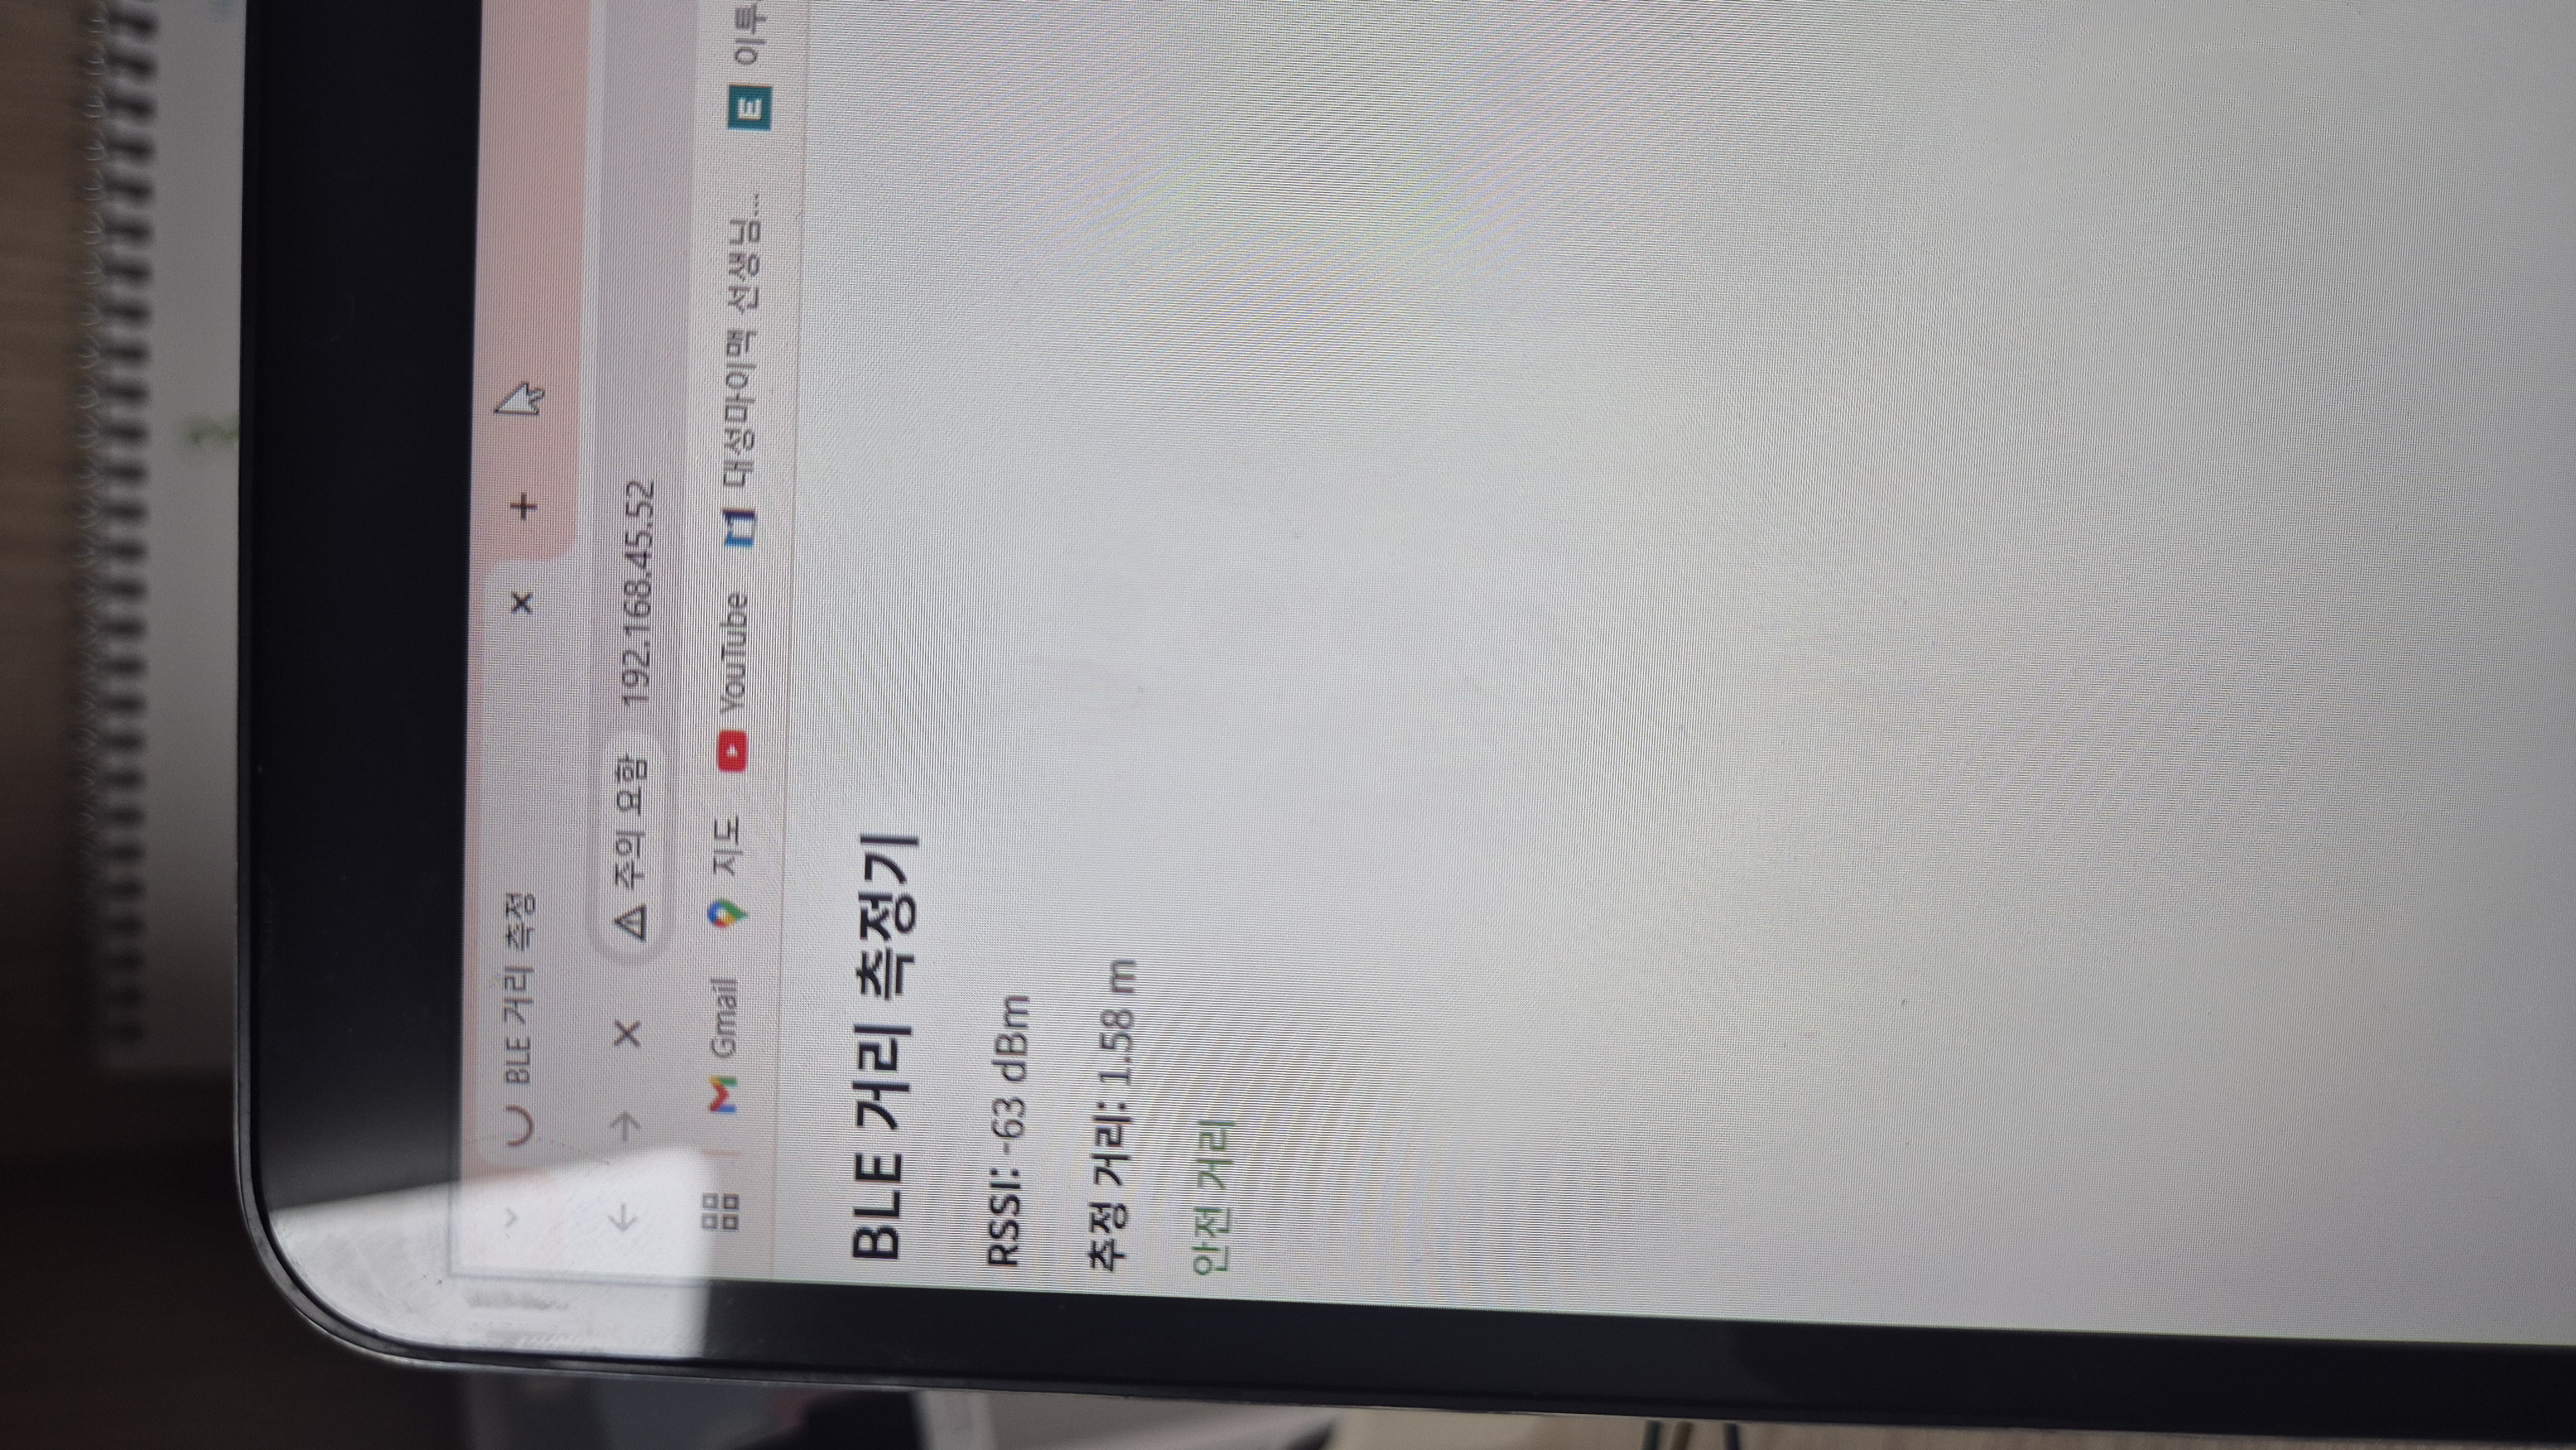 BLE 거리 측정
주의 요함 192.168.45.52
Gmail 지도 YouTube 대성마이맥 선생님... E 이투
BLE 거리 측정기
RSSI: -63 dBm
추정 거리: 1.58 m
안전 거리